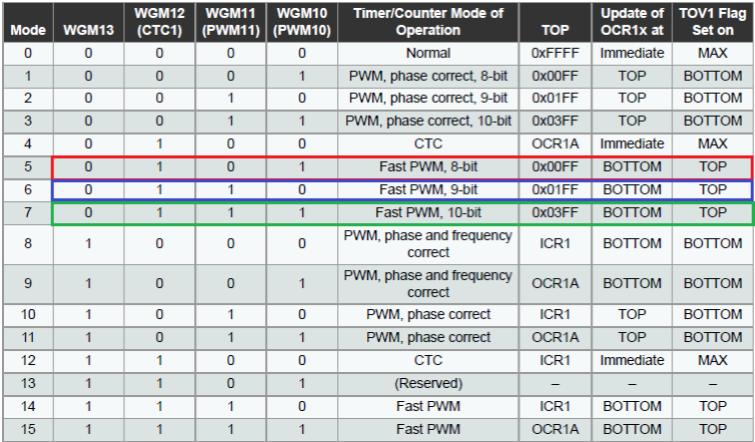 Mode WGM13 WGM12 (CTC1) WGM11 (PWM11) WGM10 (PWM10) Timer/Counter Mode of Operation TOP Update of OCR1x at TOV1 Flag Set on
0 0 0 0 0 Normal 0xFFFF Immediate MAX
1 0 0 0 1 PWM, phase correct, 8-bit 0x00FF TOP BOTTOM
2 0 0 1 0 PWM, phase correct, 9-bit 0x01FF TOP BOTTOM
3 0 0 1 1 PWM, phase correct, 10-bit 0x03FF TOP BOTTOM
4 0 1 0 0 CTC OCR1A Immediate MAX
5 0 1 0 1 Fast PWM, 8-bit 0x00FF BOTTOM TOP
6 0 1 1 0 Fast PWM, 9-bit 0x01FF BOTTOM TOP
7 0 1 1 1 Fast PWM, 10-bit 0x03FF BOTTOM TOP
8 1 0 0 0 PWM, phase and frequency correct ICR1 BOTTOM BOTTOM
9 1 0 0 1 PWM, phase and frequency correct OCR1A BOTTOM BOTTOM
10 1 0 1 0 PWM, phase correct ICR1 TOP BOTTOM
11 1 0 1 1 PWM, phase correct OCR1A TOP BOTTOM
12 1 1 0 0 CTC ICR1 Immediate MAX
13 1 1 0 1 (Reserved) – – –
14 1 1 1 0 Fast PWM ICR1 BOTTOM TOP
15 1 1 1 1 Fast PWM OCR1A BOTTOM TOP